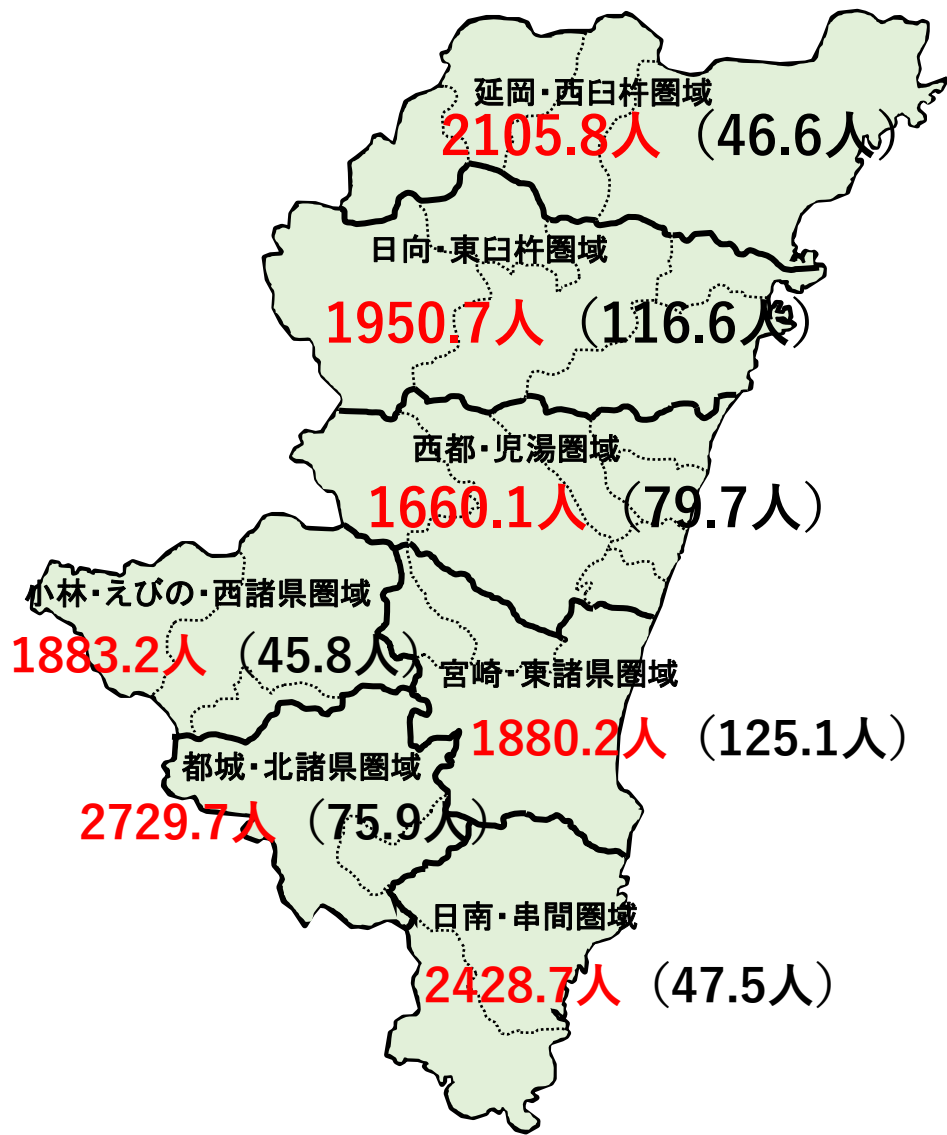 延岡・西臼杵圏域
2105.8人（46.6人）
日向・東臼杵圏域
1950.7人（116.6人）
西都・児湯圏域
1660.1人（79.7人）
小林・えびの・西諸県圏域
1883.2人（45.8人）
宮崎・東諸県圏域
1880.2人（125.1人）
都城・北諸県圏域
2729.7人（75.9人）
日南・串間圏域
2428.7人（47.5人）